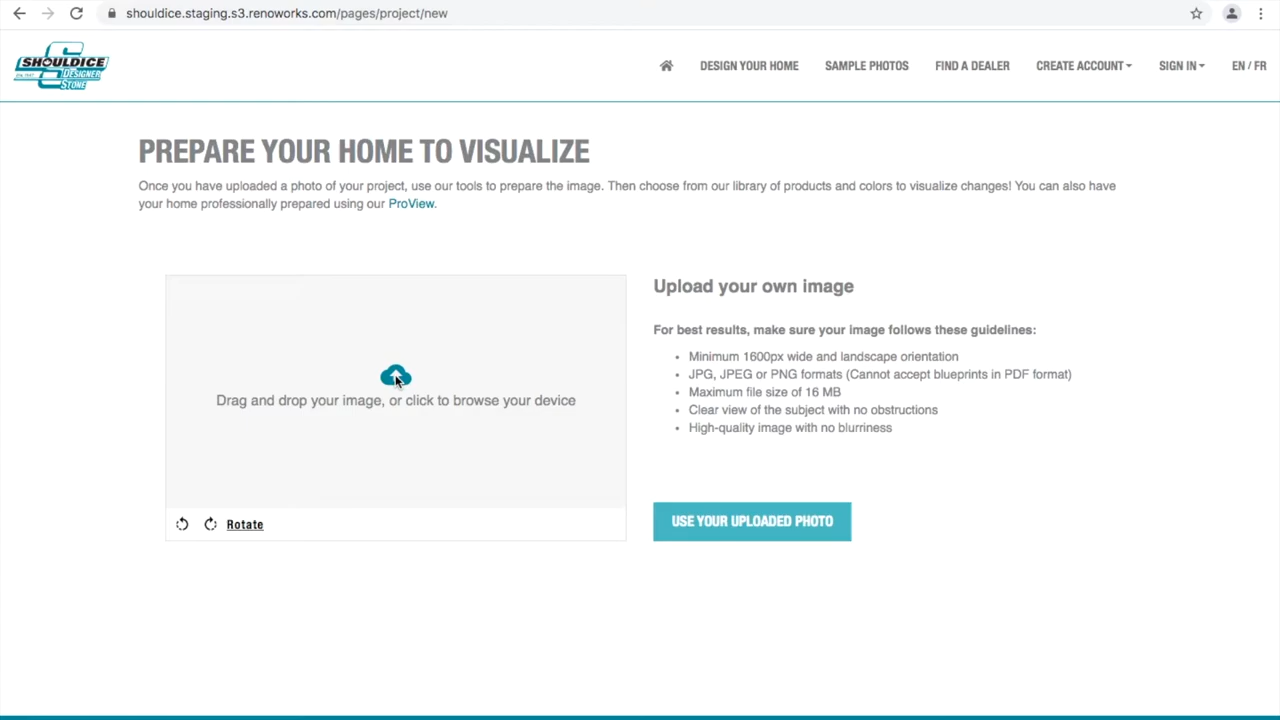 shouldice.staging.s3.renoworks.com/pages/project/new
SHOULDICE
DESIGNER
STONE
DESIGN YOUR HOME
SAMPLE PHOTOS
FIND A DEALER
CREATE ACCOUNT
SIGN IN
EN / FR
PREPARE YOUR HOME TO VISUALIZE
Once you have uploaded a photo of your project, use our tools to prepare the image. Then choose from our library of products and colors to visualize changes! You can also have
your home professionally prepared using our ProView.
Drag and drop your image, or click to browse your device
Rotate
Upload your own image
For best results, make sure your image follows these guidelines:
• Minimum 1600px wide and landscape orientation
• JPG, JPEG or PNG formats (Cannot accept blueprints in PDF format)
• Maximum file size of 16 MB
• Clear view of the subject with no obstructions
• High-quality image with no blurriness
USE YOUR UPLOADED PHOTO